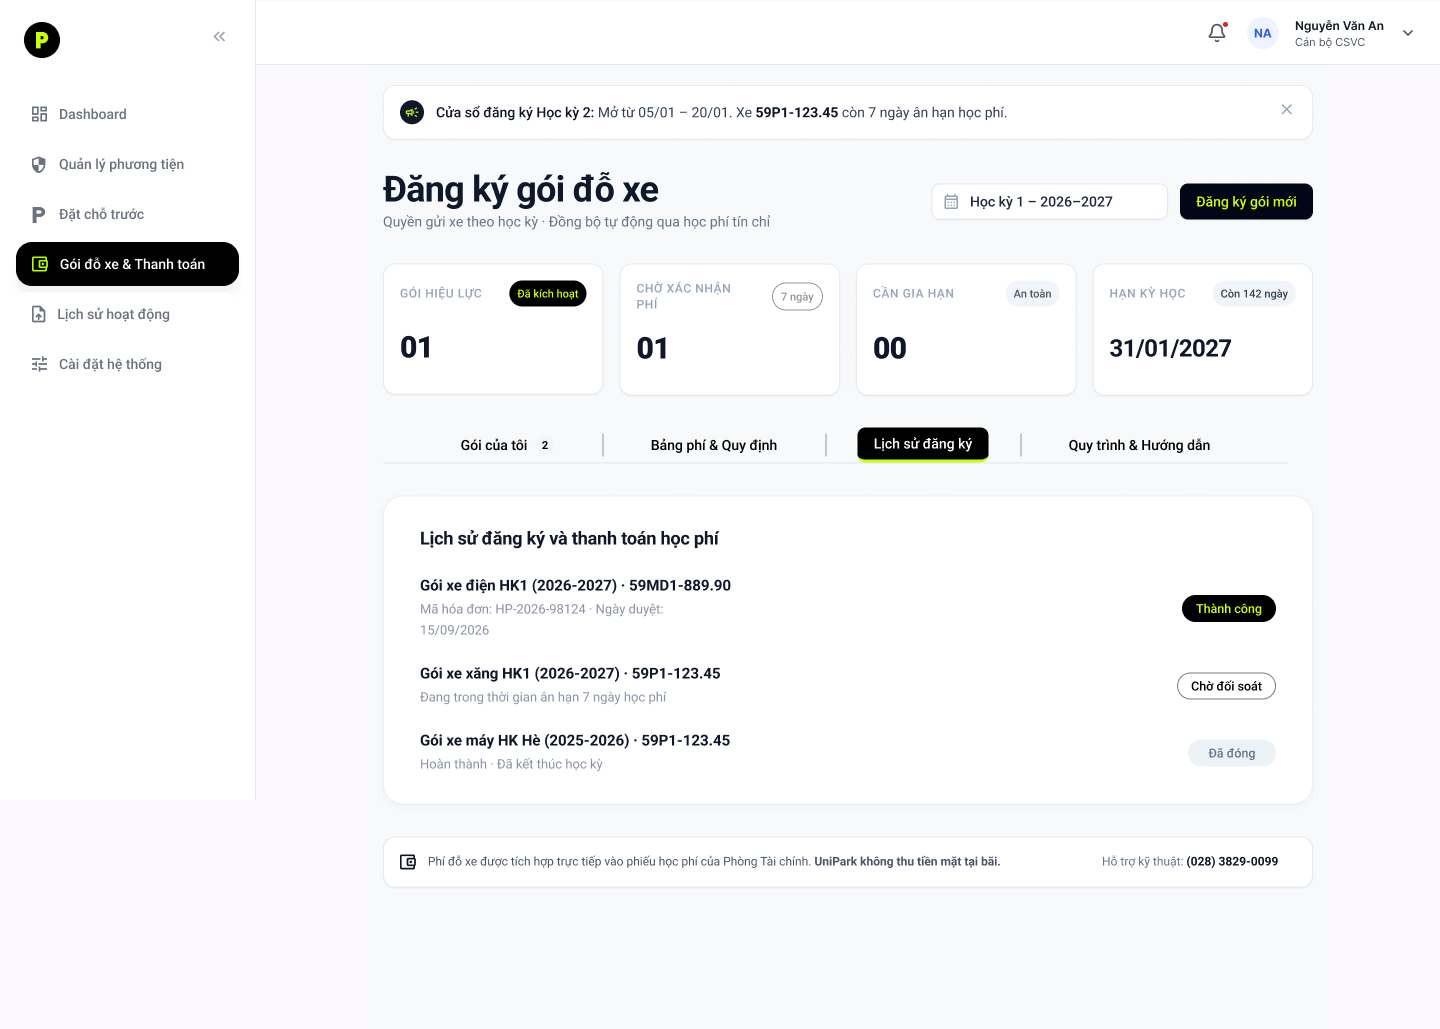 P
Dashboard
Quản lý phương tiện
P Đặt chỗ trước
Gói đỗ xe & Thanh toán
Lịch sử hoạt động
Cài đặt hệ thống
NA
Nguyễn Văn An
Cán bộ CSVC
Cửa sổ đăng ký Học kỳ 2: Mở từ 05/01 – 20/01. Xe 59P1-123.45 còn 7 ngày ân hạn học phí.
Đăng ký gói đỗ xe
Quyền gửi xe theo học kỳ · Đồng bộ tự động qua học phí tín chỉ
Học kỳ 1 – 2026–2027
Đăng ký gói mới
GÓI HIỆU LỰC
Đã kích hoạt
01
CHỜ XÁC NHẬN
PHÍ
7 ngày
01
CẦN GIA HẠN
An toàn
00
HẠN KỲ HỌC
Còn 142 ngày
31/01/2027
Gói của tôi 2
Bảng phí & Quy định
Lịch sử đăng ký
Quy trình & Hướng dẫn
Lịch sử đăng ký và thanh toán học phí
Gói xe điện HK1 (2026-2027) · 59MD1-889.90
Mã hóa đơn: HP-2026-98124 · Ngày duyệt:
15/09/2026
Thành công
Gói xe xăng HK1 (2026-2027) · 59P1-123.45
Đang trong thời gian ân hạn 7 ngày học phí
Chờ đối soát
Gói xe máy HK Hè (2025-2026) · 59P1-123.45
Hoàn thành · Đã kết thúc học kỳ
Đã đóng
Phí đỗ xe được tích hợp trực tiếp vào phiếu học phí của Phòng Tài chính. UniPark không thu tiền mặt tại bãi.
Hỗ trợ kỹ thuật: (028) 3829-0099